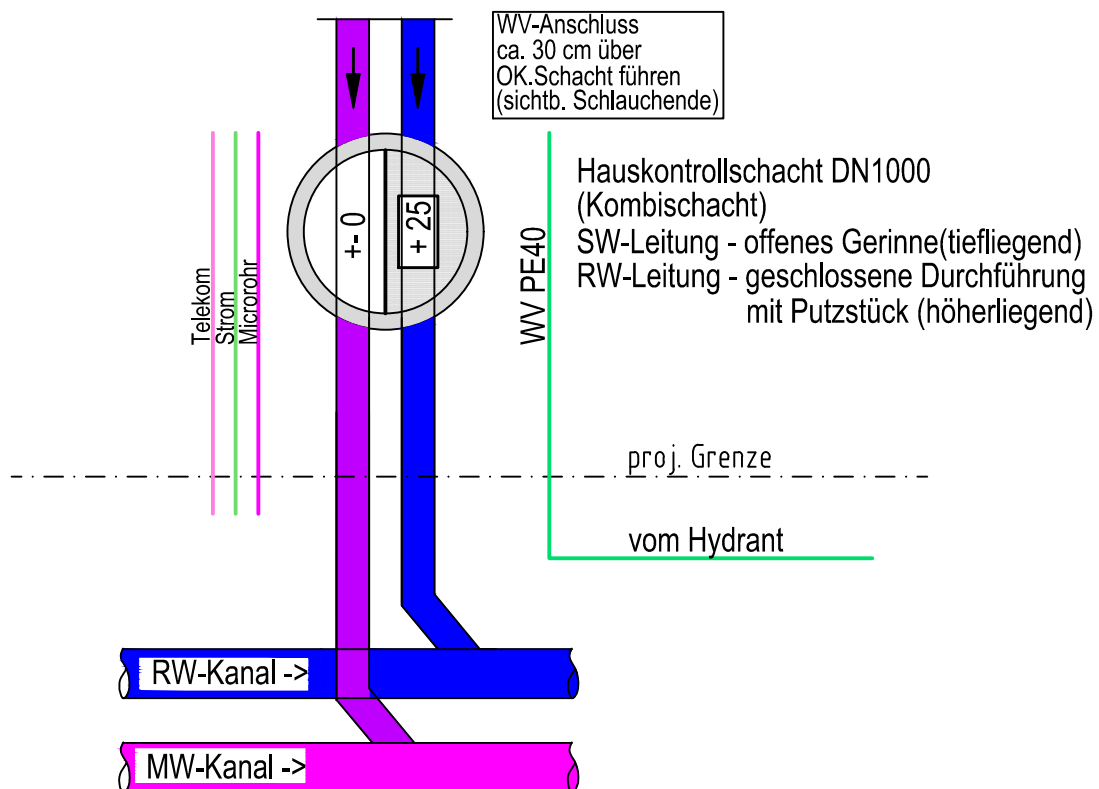 WV-Anschluss
ca. 30 cm über
OK.Schacht führen
(sichtb. Schlauchende)
Hauskontrollschacht DN1000
(Kombischacht)
SW-Leitung - offenes Gerinne(tiefliegend)
RW-Leitung - geschlossene Durchführung
mit Putzstück (höherliegend)
+- 0
+ 25
WV PE40
Telekom
Strom
Microrohr
proj. Grenze
vom Hydrant
RW-Kanal ->
MW-Kanal ->